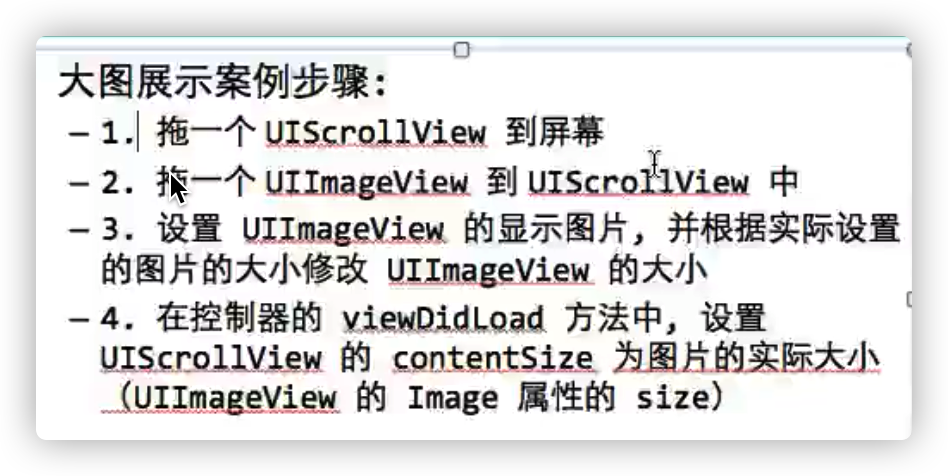 大图展示案例步骤:
– 1. 拖一个 UIScrollView 到屏幕
– 2. 拖一个 UIImageView 到 UIScrollView 中
– 3. 设置 UIImageView 的显示图片, 并根据实际设置
的图片的大小修改 UIImageView 的大小
– 4. 在控制器的 viewDidLoad 方法中, 设置
UIScrollView 的 contentSize 为图片的实际大小
（UIImageView 的 Image 属性的 size）